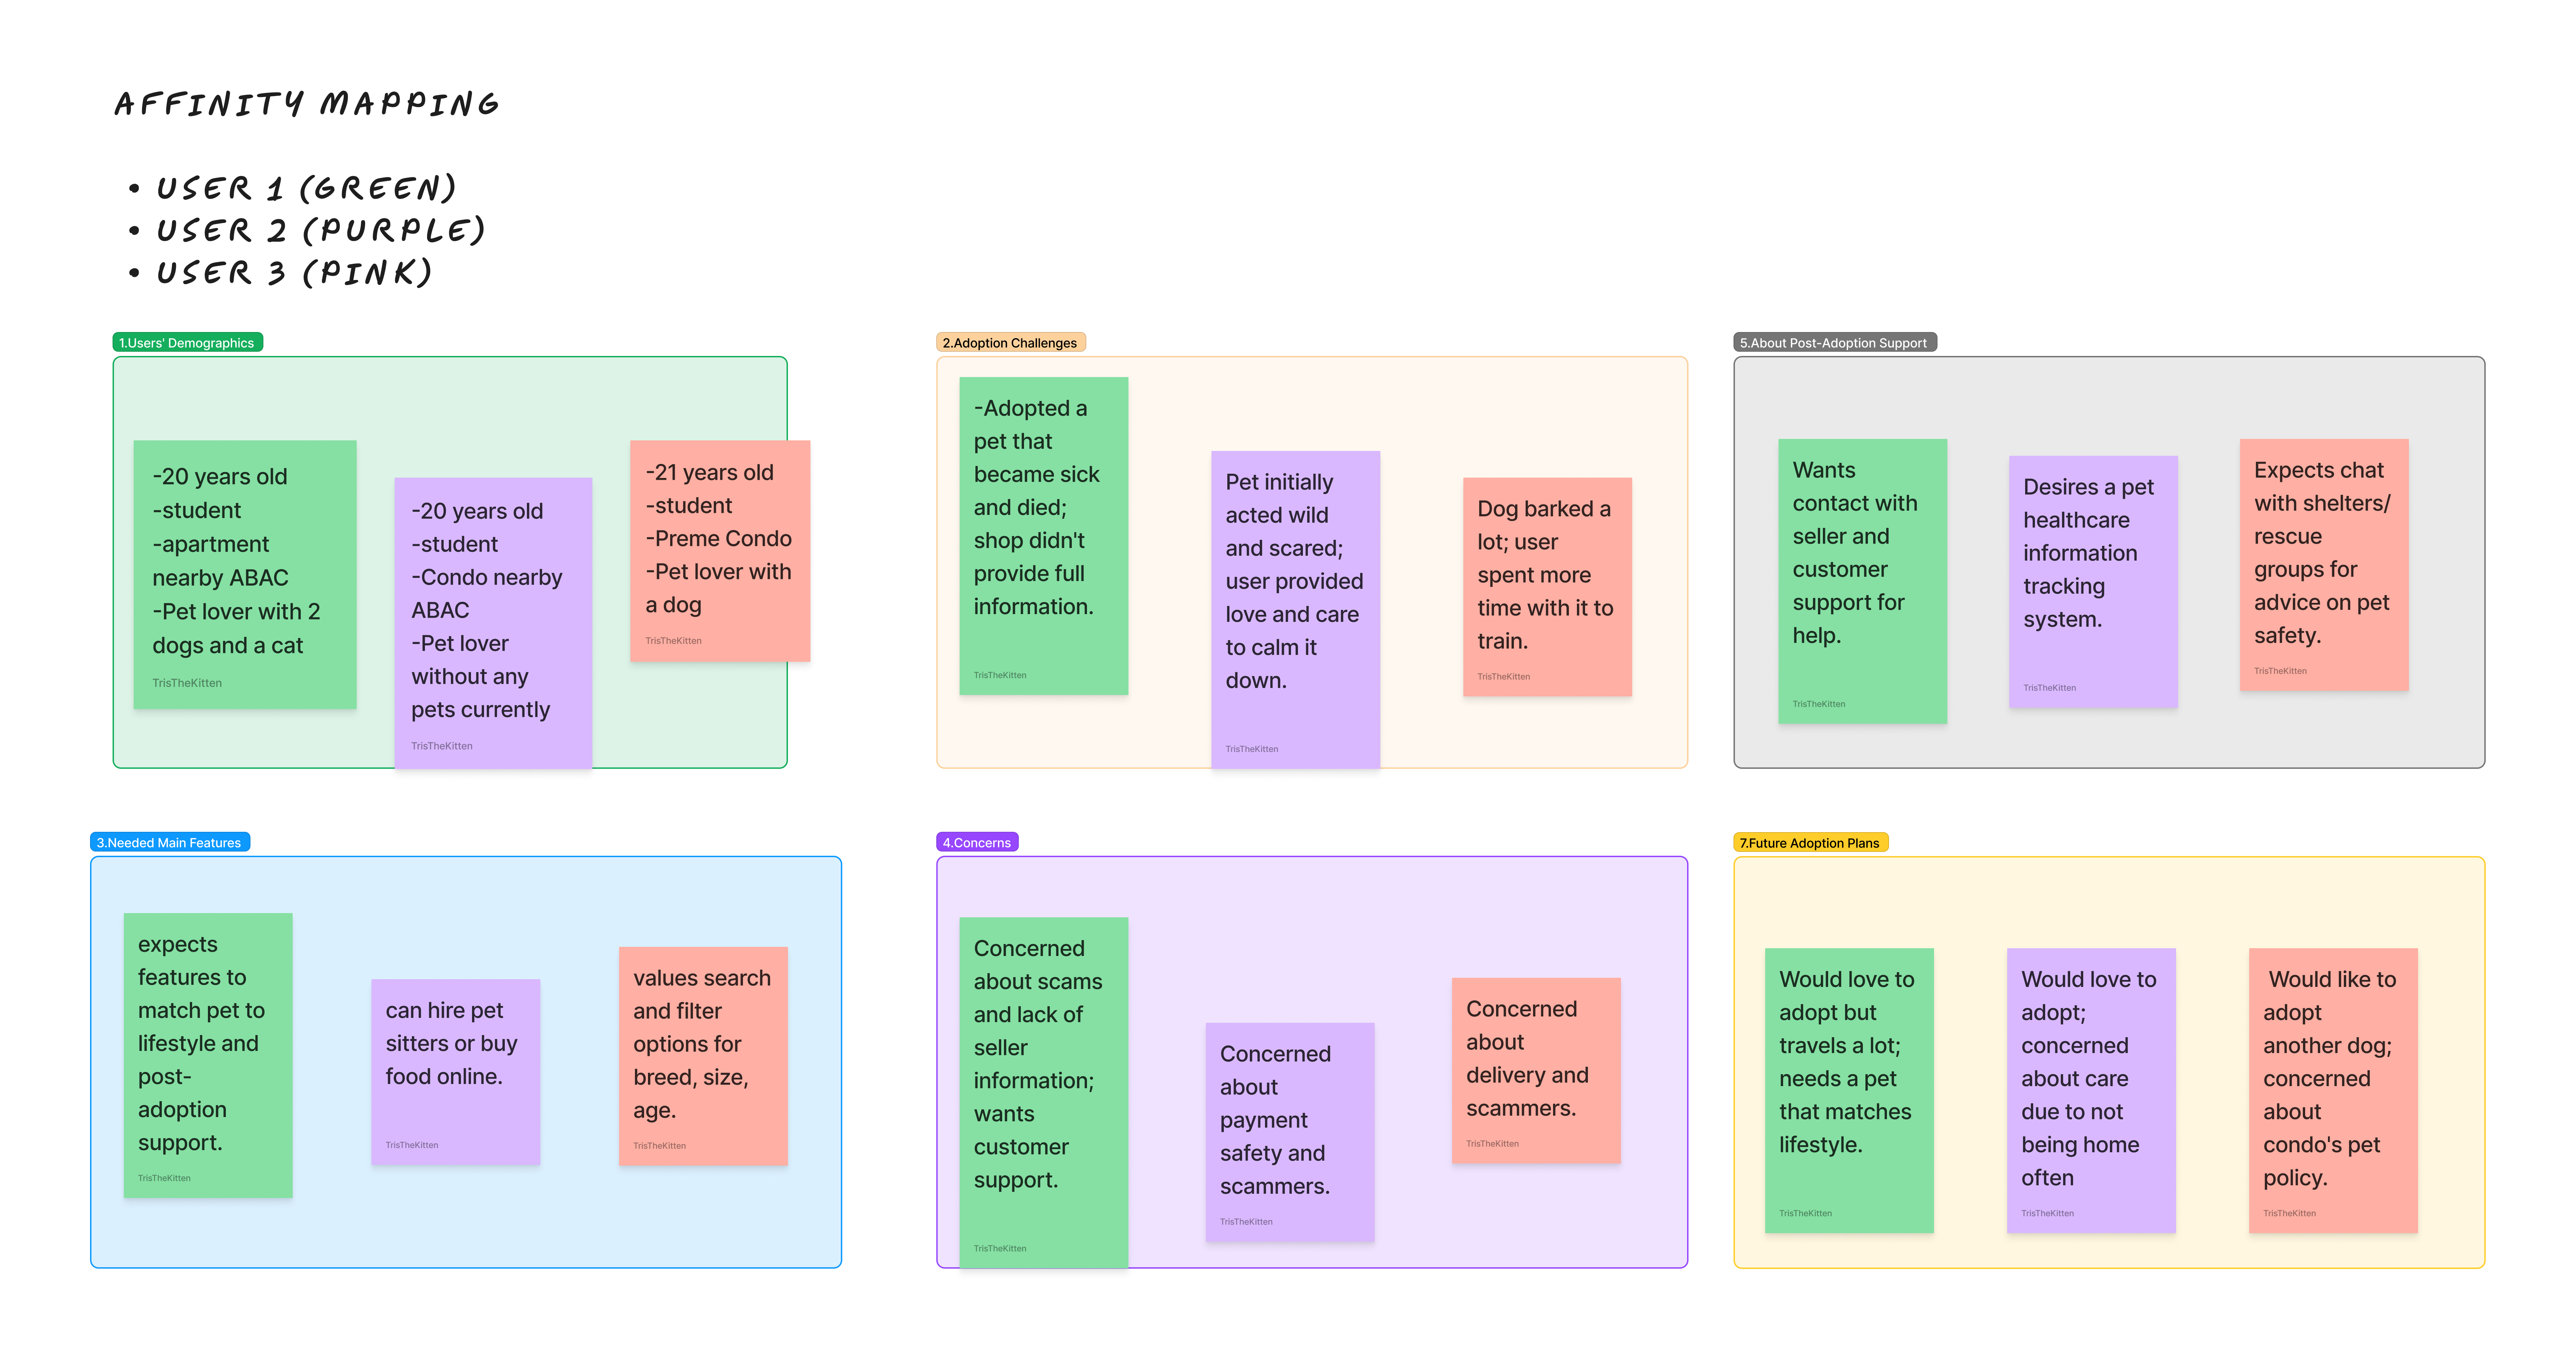 AFFINITY MAPPING
• USER 1 (GREEN)
• USER 2 (PURPLE)
• USER 3 (PINK)
1.Users' Demographics
-20 years old
-student
-apartment
nearby ABAC
-Pet lover with 2
dogs and a cat
TrisTheKitten
-20 years old
-student
-Condo nearby
ABAC
-Pet lover
without any
pets currently
TrisTheKitten
-21 years old
-student
-Preme Condo
-Pet lover with
a dog
TrisTheKitten
2.Adoption Challenges
-Adopted a
pet that
became sick
and died;
shop didn't
provide full
information.
TrisTheKitten
Pet initially
acted wild
and scared;
user provided
love and care
to calm it
down.
TrisTheKitten
Dog barked a
lot; user
spent more
time with it to
train.
TrisTheKitten
5.About Post-Adoption Support
Wants
contact with
seller and
customer
support for
help.
TrisTheKitten
Desires a pet
healthcare
information
tracking
system.
TrisTheKitten
Expects chat
with shelters/
rescue
groups for
advice on pet
safety.
TrisTheKitten
3.Needed Main Features
expects
features to
match pet to
lifestyle and
post-
adoption
support.
TrisTheKitten
can hire pet
sitters or buy
food online.
TrisTheKitten
values search
and filter
options for
breed, size,
age.
TrisTheKitten
4.Concerns
Concerned
about scams
and lack of
seller
information;
wants
customer
support.
TrisTheKitten
Concerned
about
payment
safety and
scammers.
TrisTheKitten
Concerned
about
delivery and
scammers.
TrisTheKitten
7.Future Adoption Plans
Would love to
adopt but
travels a lot;
needs a pet
that matches
lifestyle.
TrisTheKitten
Would love to
adopt;
concerned
about care
due to not
being home
often
TrisTheKitten
Would like to
adopt
another dog;
concerned
about
condo's pet
policy.
TrisTheKitten